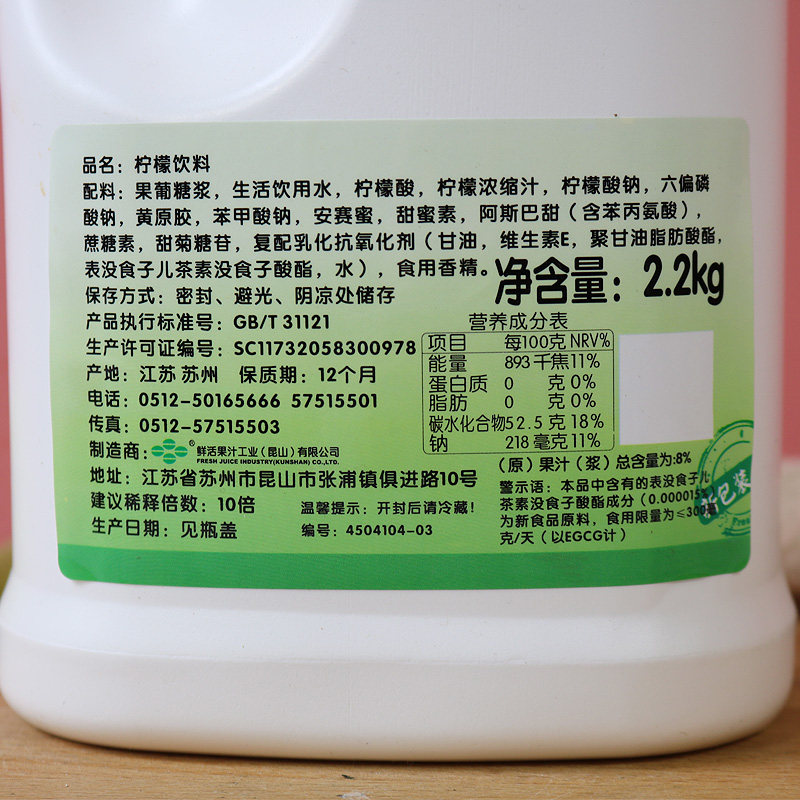 品名：柠檬饮料
配料：果葡糖浆，生活饮用水，柠檬酸，柠檬浓缩汁，柠檬酸钠，六偏磷
酸钠，黄原胶，苯甲酸钠，安赛蜜，甜蜜素，阿斯巴甜（含苯丙氨酸），
蔗糖素，甜菊糖苷，复配乳化抗氧化剂（甘油，维生素E，聚甘油脂肪酸酯，
表没食子儿茶素没食子酸酯，水），食用香精。
净含量：2.2kg
保存方式：密封、避光、阴凉处储存
产品执行标准号：GB/T 31121
生产许可证编号：SC11732058300978
产地：江苏 苏州 保质期：12个月
电话：0512-50165666 57515501
传真：0512-57515503
制造商：鲜活果汁工业（昆山）有限公司
FRESH JUICE INDUSTRY(KUNSHAN) CO.,LTD.
地址：江苏省苏州市昆山市张浦镇俱进路10号
建议稀释倍数：10倍 温馨提示：开封后请冷藏！
生产日期：见瓶盖 编号：4504104-03
营养成分表
项目 每100克 NRV%
能量 893 千焦 11%
蛋白质 0 克 0%
脂肪 0 克 0%
碳水化合物 52.5 克 18%
钠 218 毫克 11%
（原）果汁（浆）总含量为:8%
警示语：本品中含有的表没食子儿
茶素没食子酸酯成分（0.000015%）
为新食品原料，食用限量为≤300毫
克/天（以EGCG计）
包装
Fres